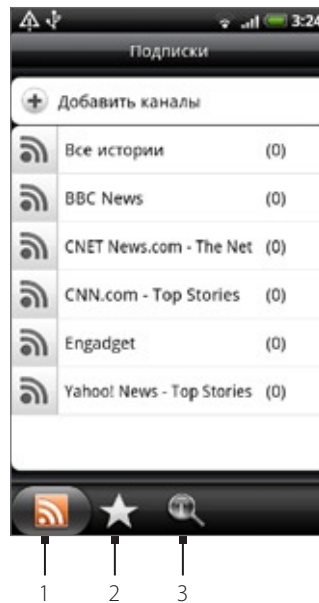 3:24
Подписки
Добавить каналы
Все истории (0)
BBC News (0)
CNET News.com - The Net (0)
CNN.com - Top Stories (0)
Engadget (0)
Yahoo! News - Top Stories (0)
1 2 3